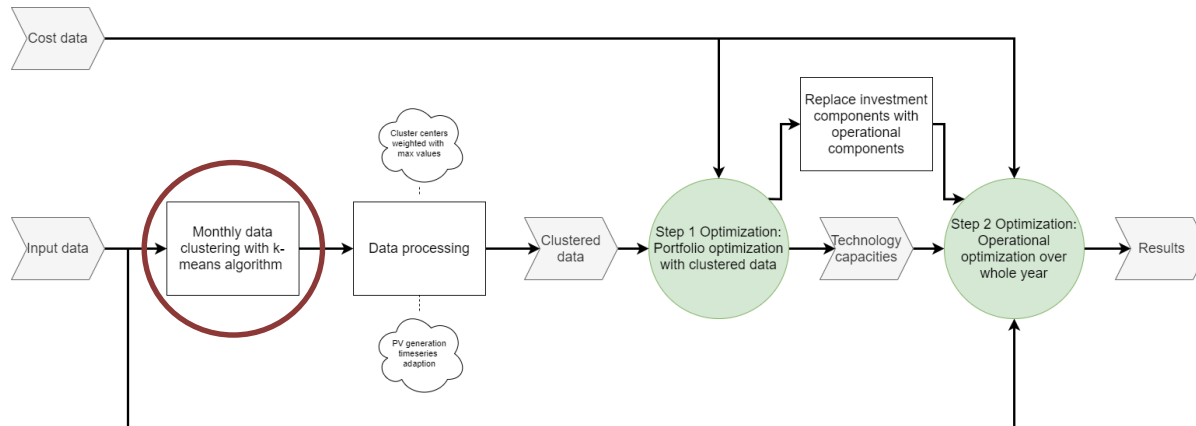 Cost data
Replace investment
components with
operational
components
Cluster centers
weighted with
max values
Input data
Monthly data
clustering with k-
means algorithm
Data processing
Clustered
data
Step 1 Optimization:
Portfolio optimization
with clustered data
Technology
capacities
Step 2 Optimization:
Operational
optimization over
whole year
Results
PV generation
timeseries
adaption